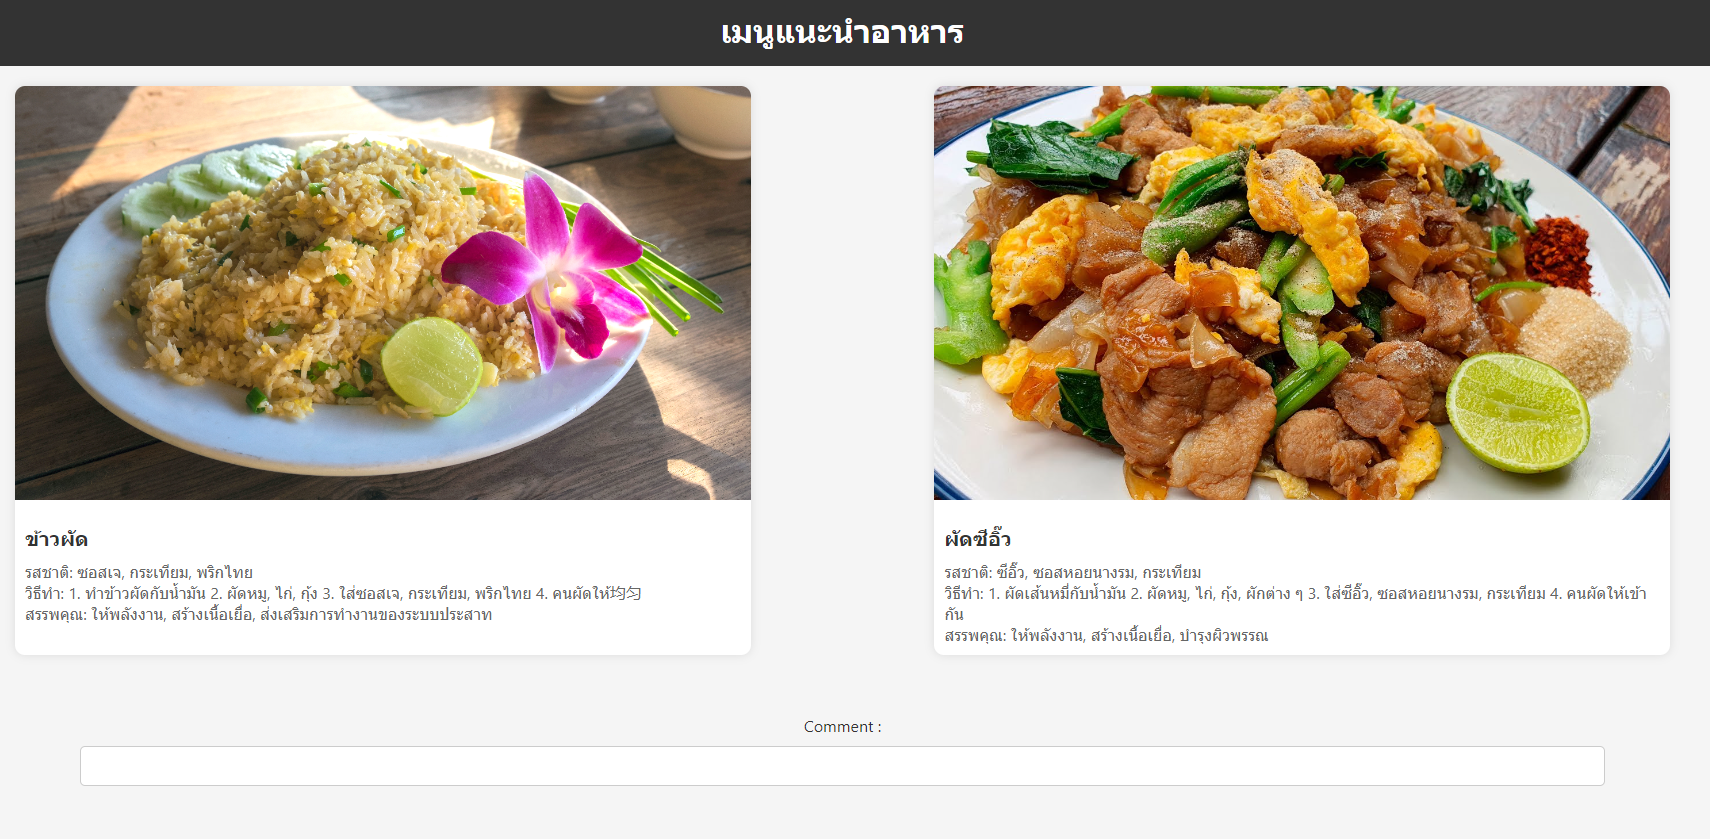 เมนูแนะนำอาหาร
ข้าวผัด
รสชาติ: ซอสเจ, กระเทียม, พริกไทย
วิธีทำ: 1. ทำข้าวผัดกับน้ำมัน 2. ผัดหมู, ไก่, กุ้ง 3. ใส่ซอสเจ, กระเทียม, พริกไทย 4. คนผัดให้均匀
สรรพคุณ: ให้พลังงาน, สร้างเนื้อเยื่อ, ส่งเสริมการทำงานของระบบประสาท
ผัดซีอิ๊ว
รสชาติ: ซีอิ๊ว, ซอสหอยนางรม, กระเทียม
วิธีทำ: 1. ผัดเส้นหมี่กับน้ำมัน 2. ผัดหมู, ไก่, กุ้ง, ผักต่าง ๆ 3. ใส่ซีอิ๊ว, ซอสหอยนางรม, กระเทียม 4. คนผัดให้เข้า
กัน
สรรพคุณ: ให้พลังงาน, สร้างเนื้อเยื่อ, บำรุงผิวพรรณ
Comment :